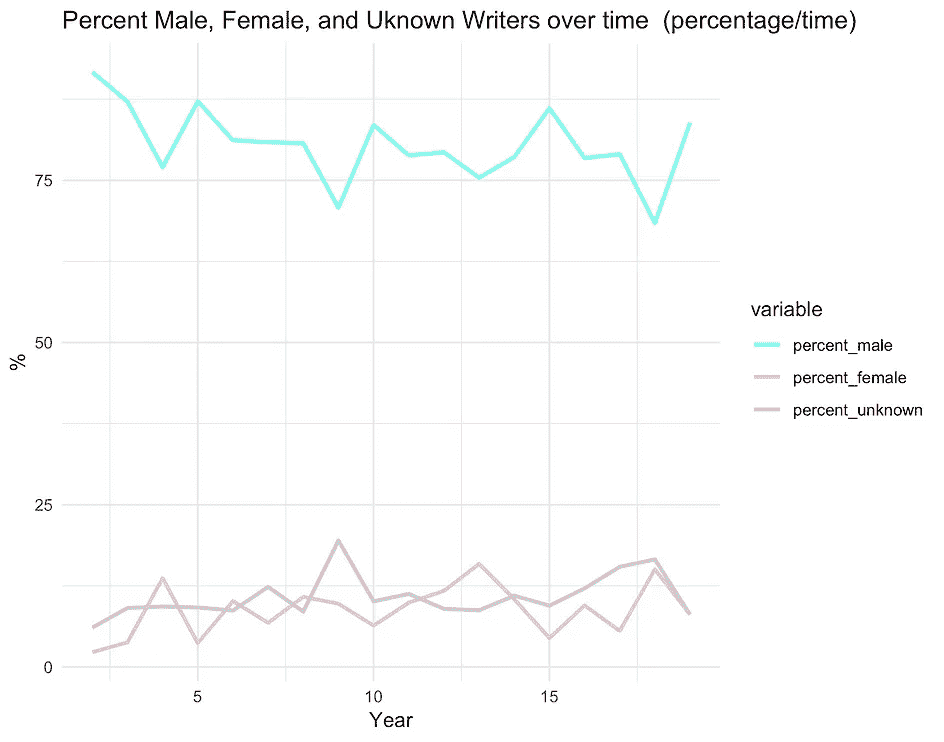 Percent Male, Female, and Uknown Writers over time  (percentage/time)
75
50
25
0
%
5
10
15
Year
variable
percent_male
percent_female
percent_unknown